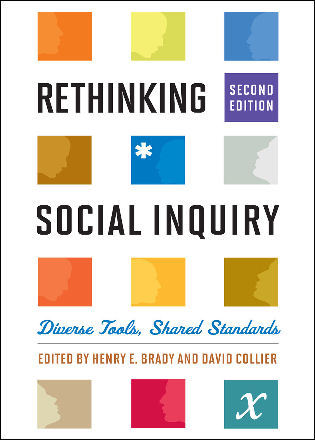 RETHINKING
SECOND
EDITION
*
SOCIAL INQUIRY
Diverse Tools, Shared Standards
EDITED BY HENRY E. BRADY AND DAVID COLLIER
x